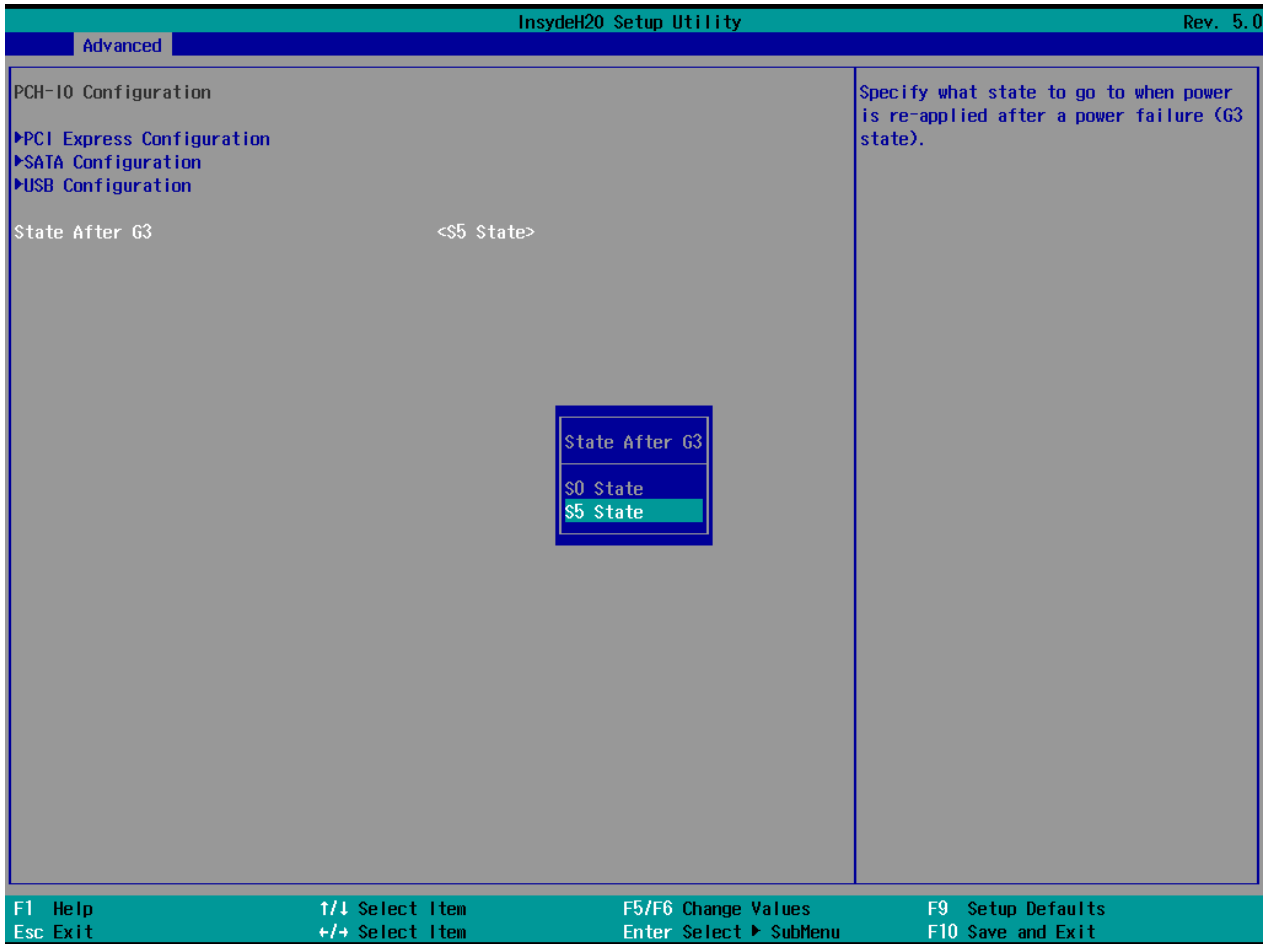 InsydeH20 Setup Utility Rev. 5.0
Advanced
PCH-IO Configuration
▶PCI Express Configuration
▶SATA Configuration
▶USB Configuration
State After G3 <S5 State>
Specify what state to go to when power
is re-applied after a power failure (G3
state).
State After G3
S0 State
S5 State
F1 Help ↑/↓ Select Item F5/F6 Change Values F9 Setup Defaults
Esc Exit ←/→ Select Item Enter Select ▶ SubMenu F10 Save and Exit